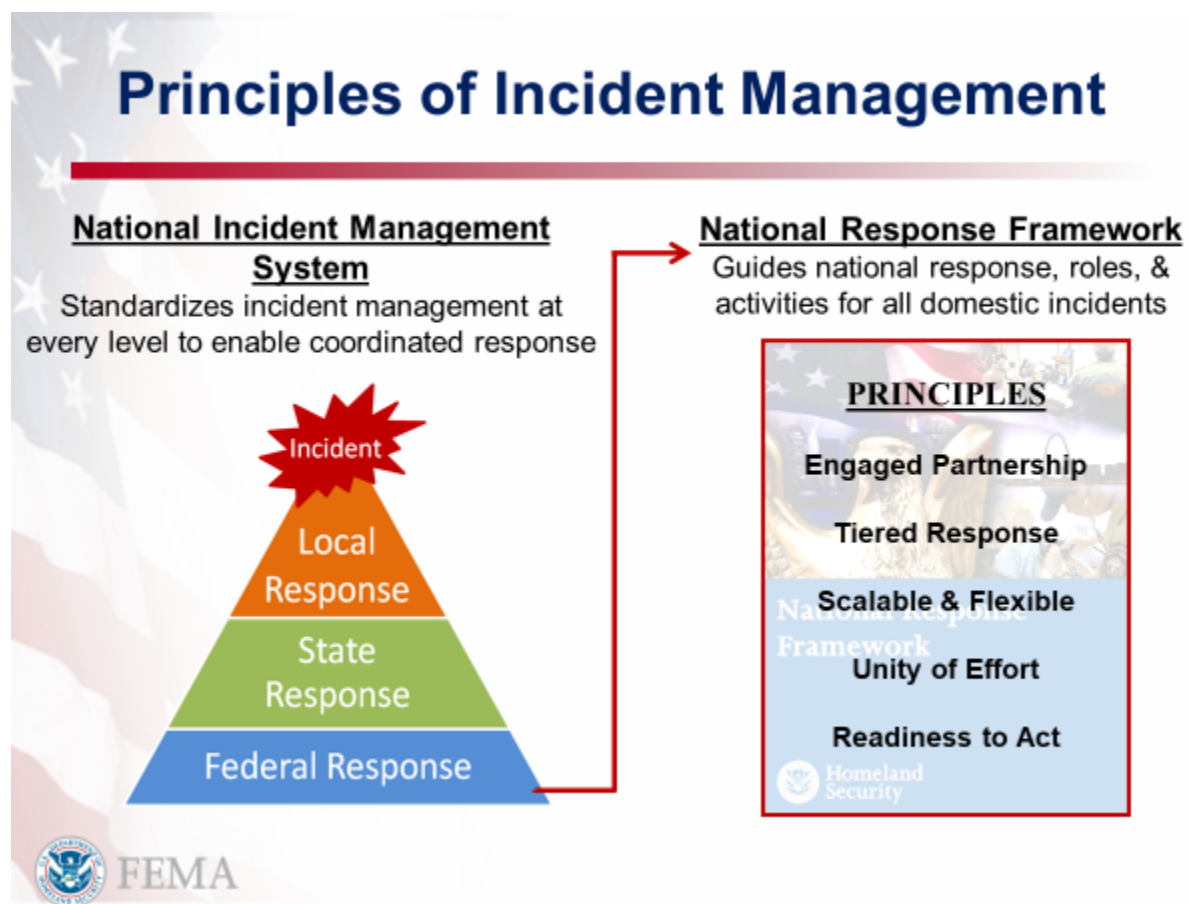 Principles of Incident Management
National Incident Management
System
Standardizes incident management at
every level to enable coordinated response
Incident
Local
Response
State
Response
Federal Response
National Response Framework
Guides national response, roles, &
activities for all domestic incidents
PRINCIPLES
Engaged Partnership
Tiered Response
Scalable & Flexible
National Response
Framework
Unity of Effort
Readiness to Act
Homeland
Security
FEMA